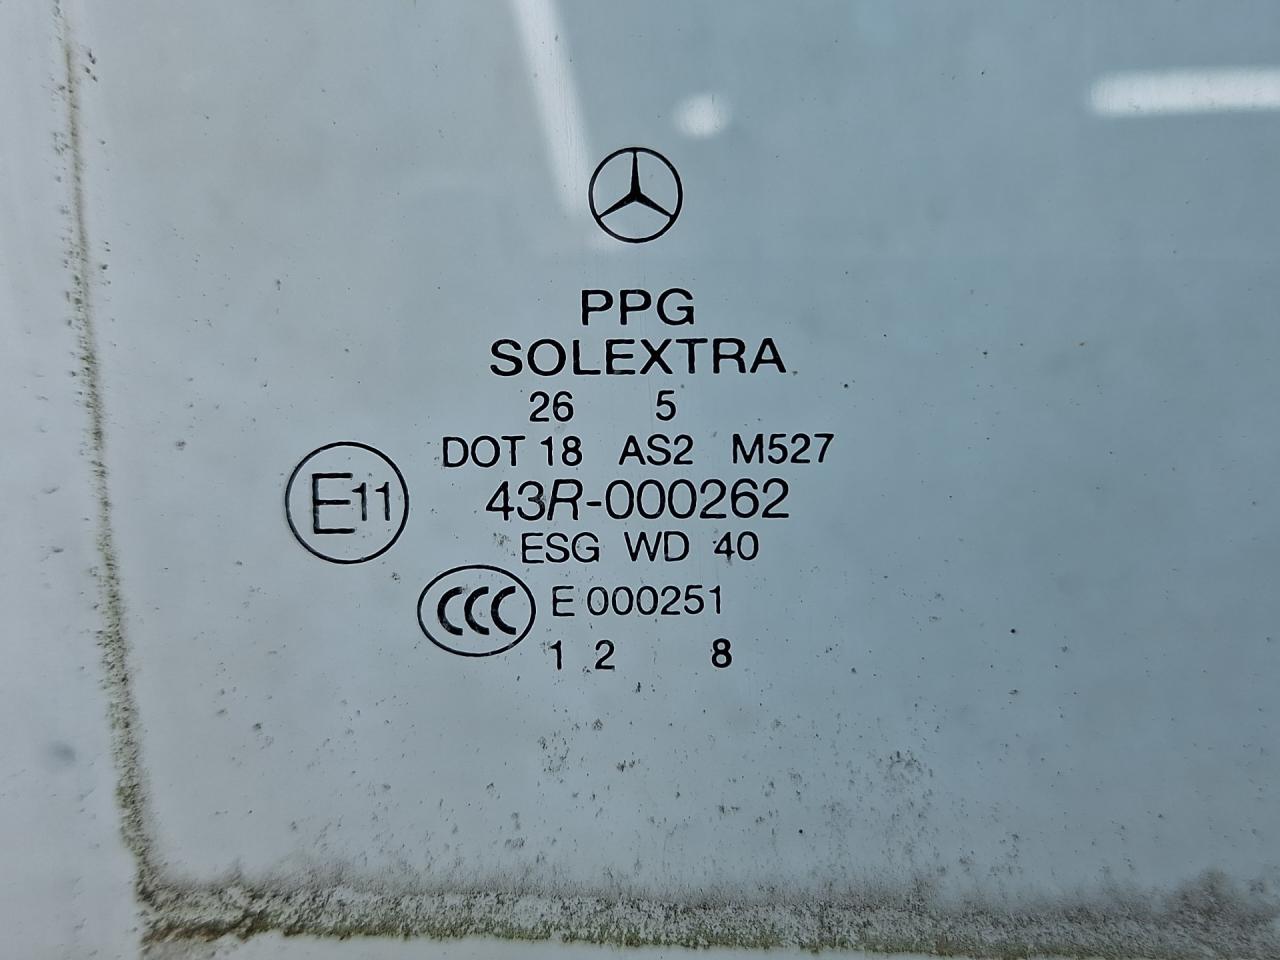 PPG
SOLEXTRA
26 5
DOT 18 AS2 M527
E11 43R-000262
ESG WD 40
CCC E 000251
1 2 8